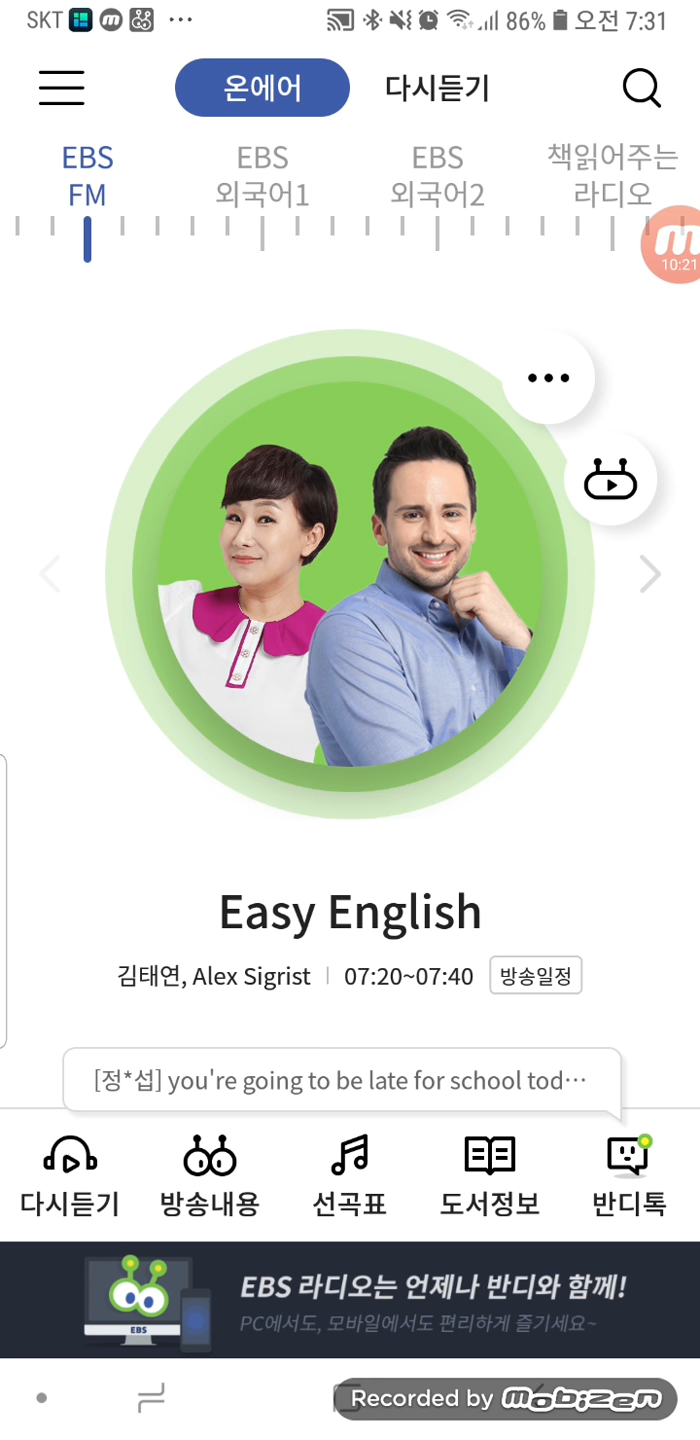 SKT 86% 오전 7:31
온에어 다시듣기
EBS FM
EBS 외국어1
EBS 외국어2
책읽어주는 라디오
10:21
Easy English
김태연, Alex Sigrist | 07:20~07:40 방송일정
[정*섭] you're going to be late for school tod…
다시듣기 방송내용 선곡표 도서정보 반디톡
EBS 라디오는 언제나 반디와 함께!
PC에서도, 모바일에서도 편리하게 즐기세요~
EBS
Recorded by mobizen